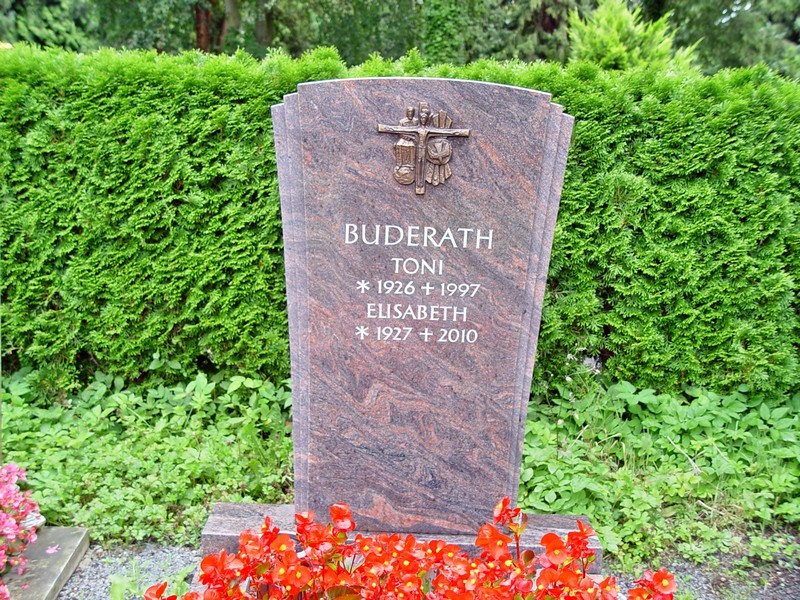 BUDERATH
TONI
* 1926 + 1997
ELISABETH
* 1927 + 2010